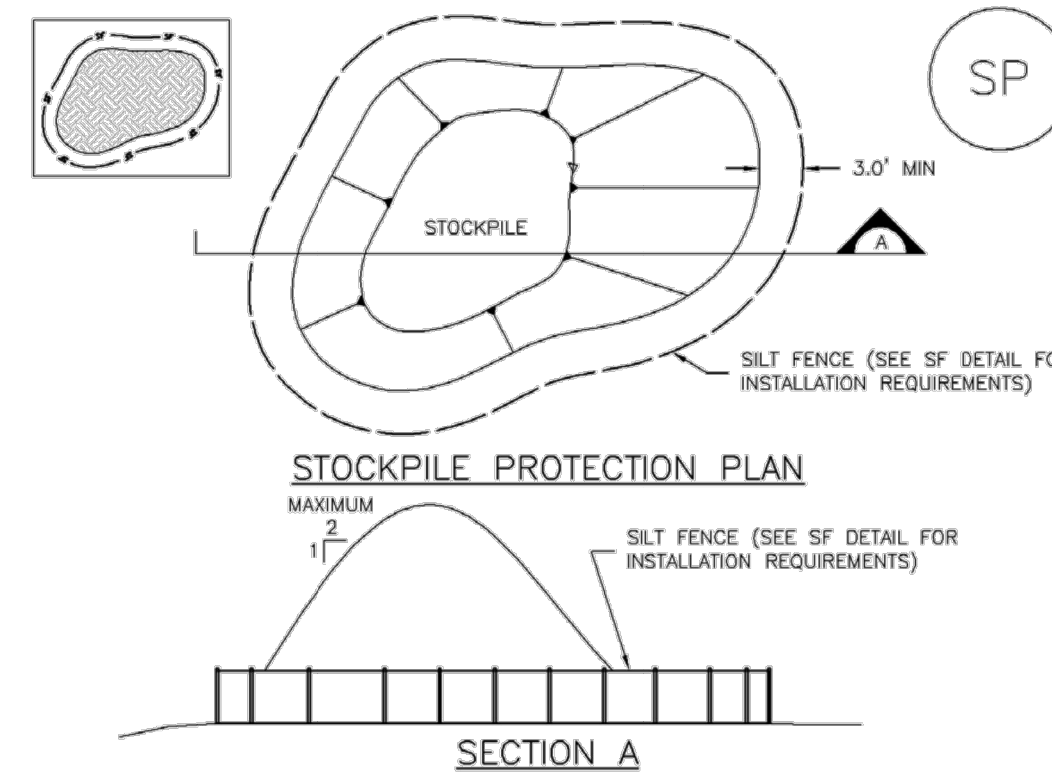 SP
3.0' MIN
STOCKPILE
A
SILT FENCE (SEE SF DETAIL FO
INSTALLATION REQUIREMENTS)
STOCKPILE PROTECTION PLAN
MAXIMUM
2
1
SILT FENCE (SEE SF DETAIL FOR
INSTALLATION REQUIREMENTS)
SECTION A